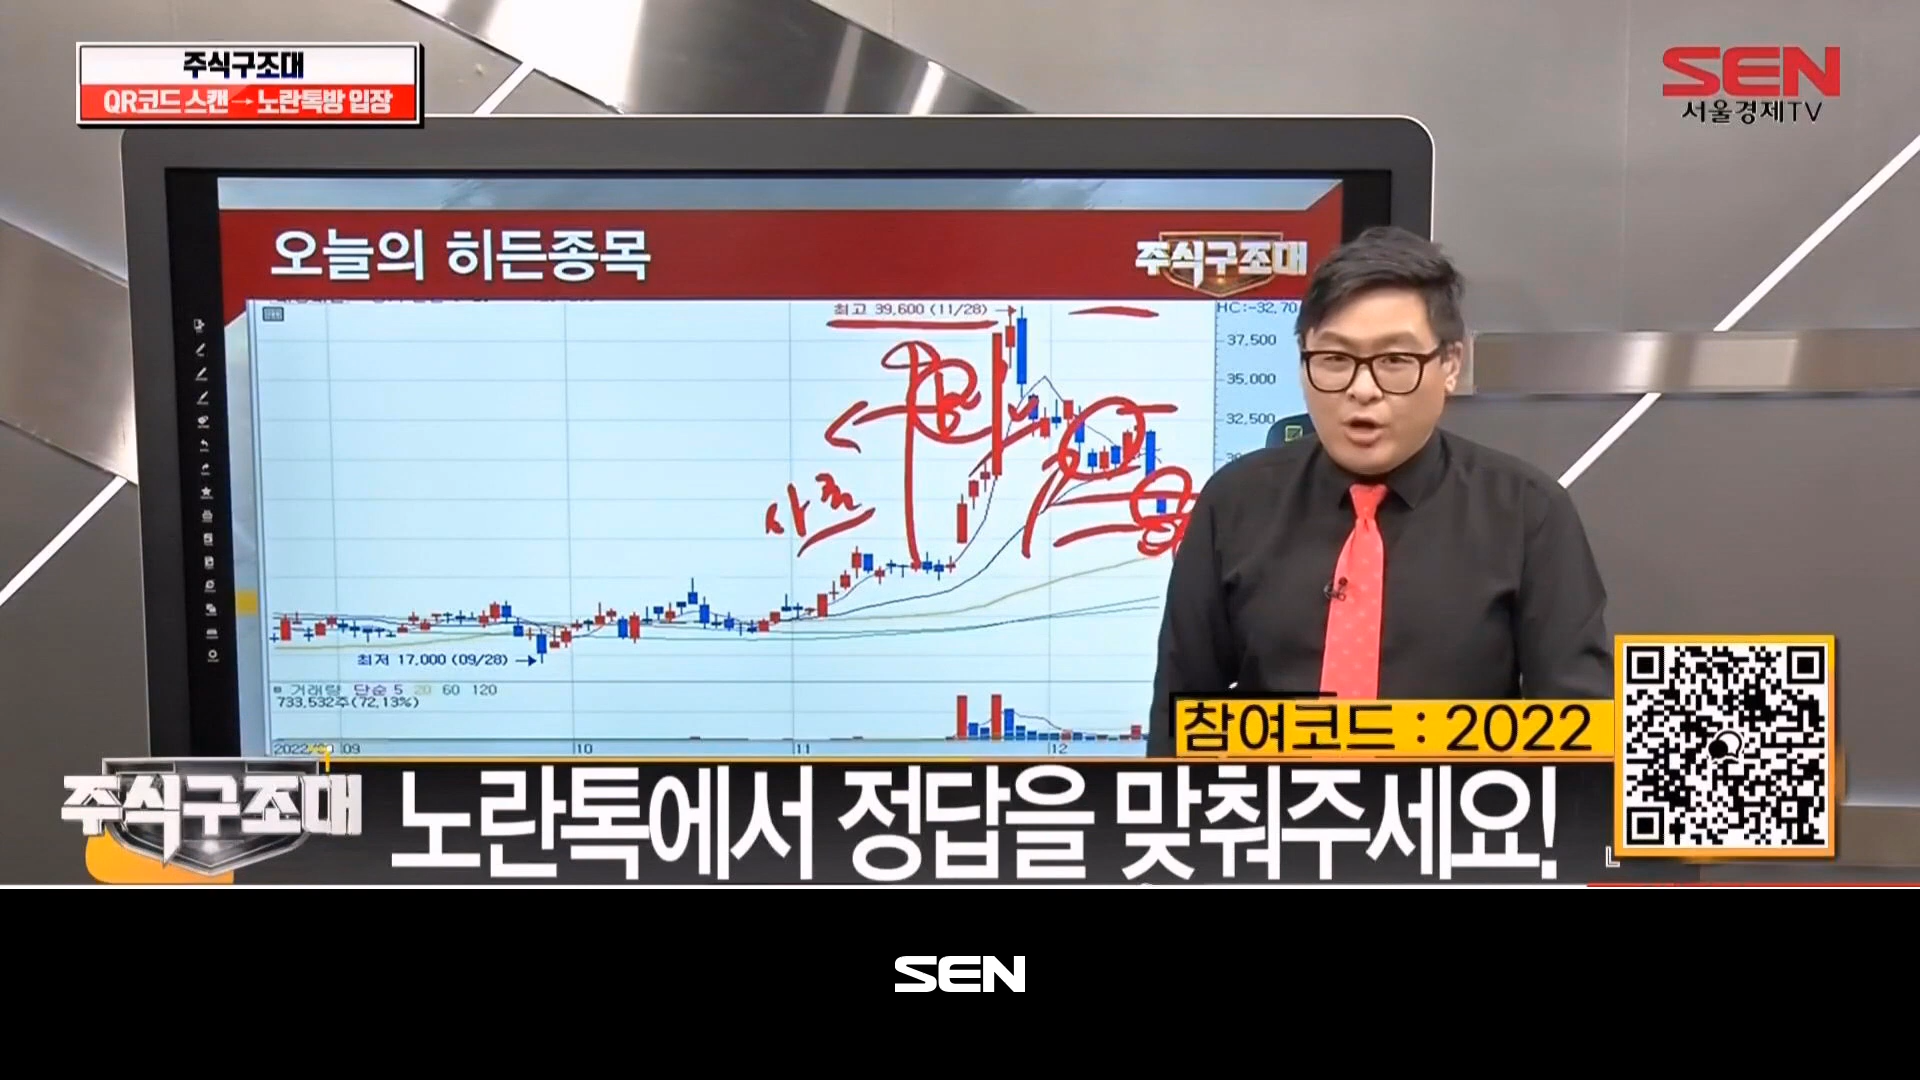 주식구조대
QR코드 스캔→노란톡방 입장
SEN
서울경제TV
오늘의 히든종목
주식구조대
최고 39,600 (11/28)
HC:-32,70
37,500
35,000
32,500
사조
최저 17,000 (09/28)
거래량 단순 5 20 60 120
733,532주(72,13%)
09
10
11
12
참여코드 : 2022
주식구조대
노란톡에서 정답을 맞춰주세요!
SEN